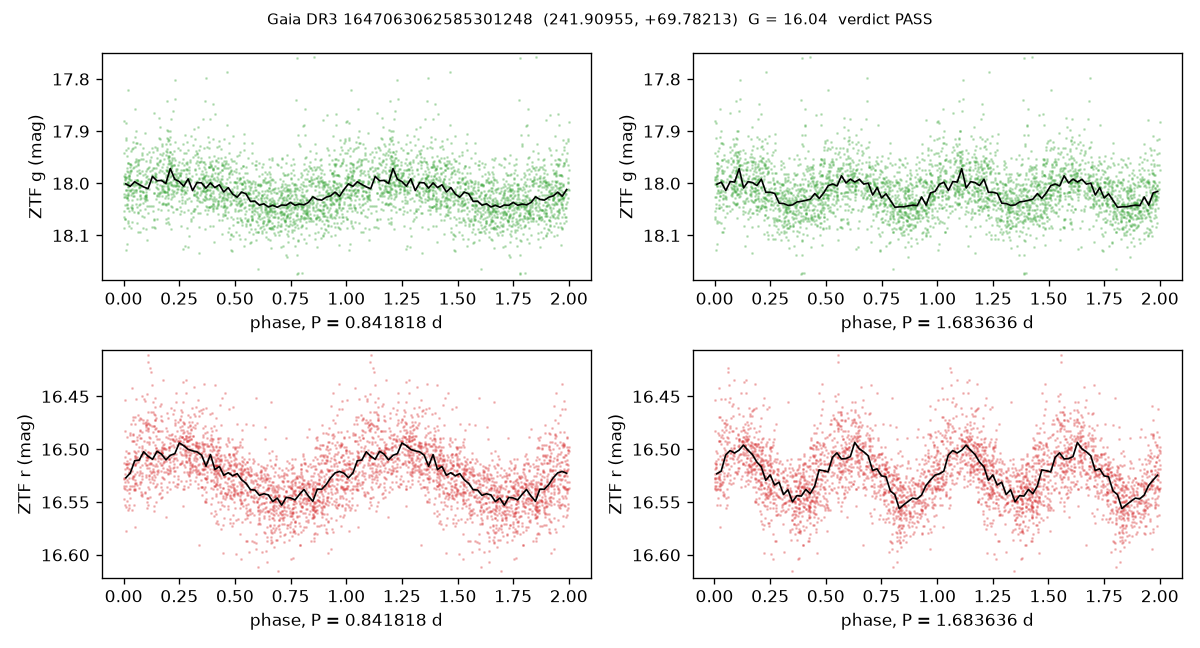 Gaia DR3 1647063062585301248 (241.90955, +69.78213) G = 16.04 verdict PASS
ZTF g (mag)
17.8
17.9
18.0
18.1
0.00 0.25 0.50 0.75 1.00 1.25 1.50 1.75 2.00
phase, P = 0.841818 d
ZTF g (mag)
17.8
17.9
18.0
18.1
0.00 0.25 0.50 0.75 1.00 1.25 1.50 1.75 2.00
phase, P = 1.683636 d
ZTF r (mag)
16.45
16.50
16.55
16.60
0.00 0.25 0.50 0.75 1.00 1.25 1.50 1.75 2.00
phase, P = 0.841818 d
ZTF r (mag)
16.45
16.50
16.55
16.60
0.00 0.25 0.50 0.75 1.00 1.25 1.50 1.75 2.00
phase, P = 1.683636 d